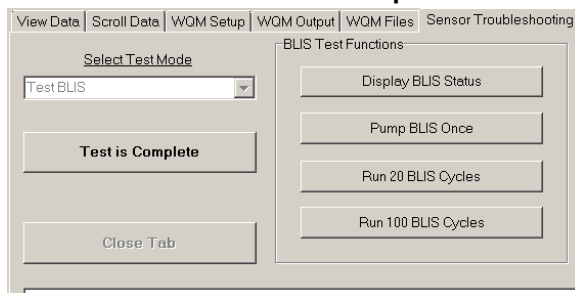 View Data Scroll Data WQM Setup WQM Output WQM Files Sensor Troubleshooting
Select Test Mode
Test BLIS
Test is Complete
Close Tab
BLIS Test Functions
Display BLIS Status
Pump BLIS Once
Run 20 BLIS Cycles
Run 100 BLIS Cycles